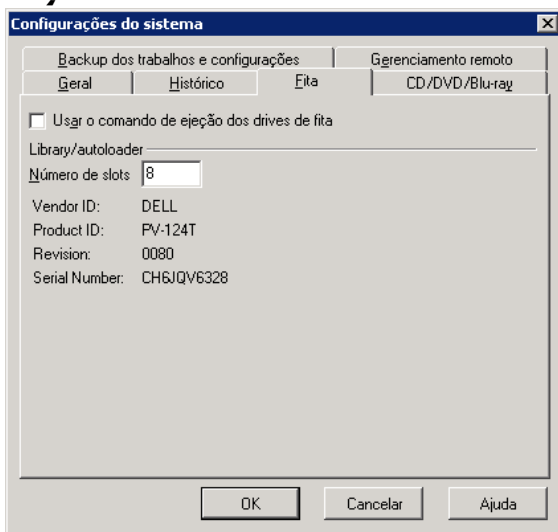 Configurações do sistema
Backup dos trabalhos e configurações Gerenciamento remoto
Geral Histórico Fita CD/DVD/Blu-ray
Usar o comando de ejeção dos drives de fita
Library/autoloader
Número de slots 8
Vendor ID: DELL
Product ID: PV-124T
Revision: 0080
Serial Number: CH6JQV6328
OK Cancelar Ajuda